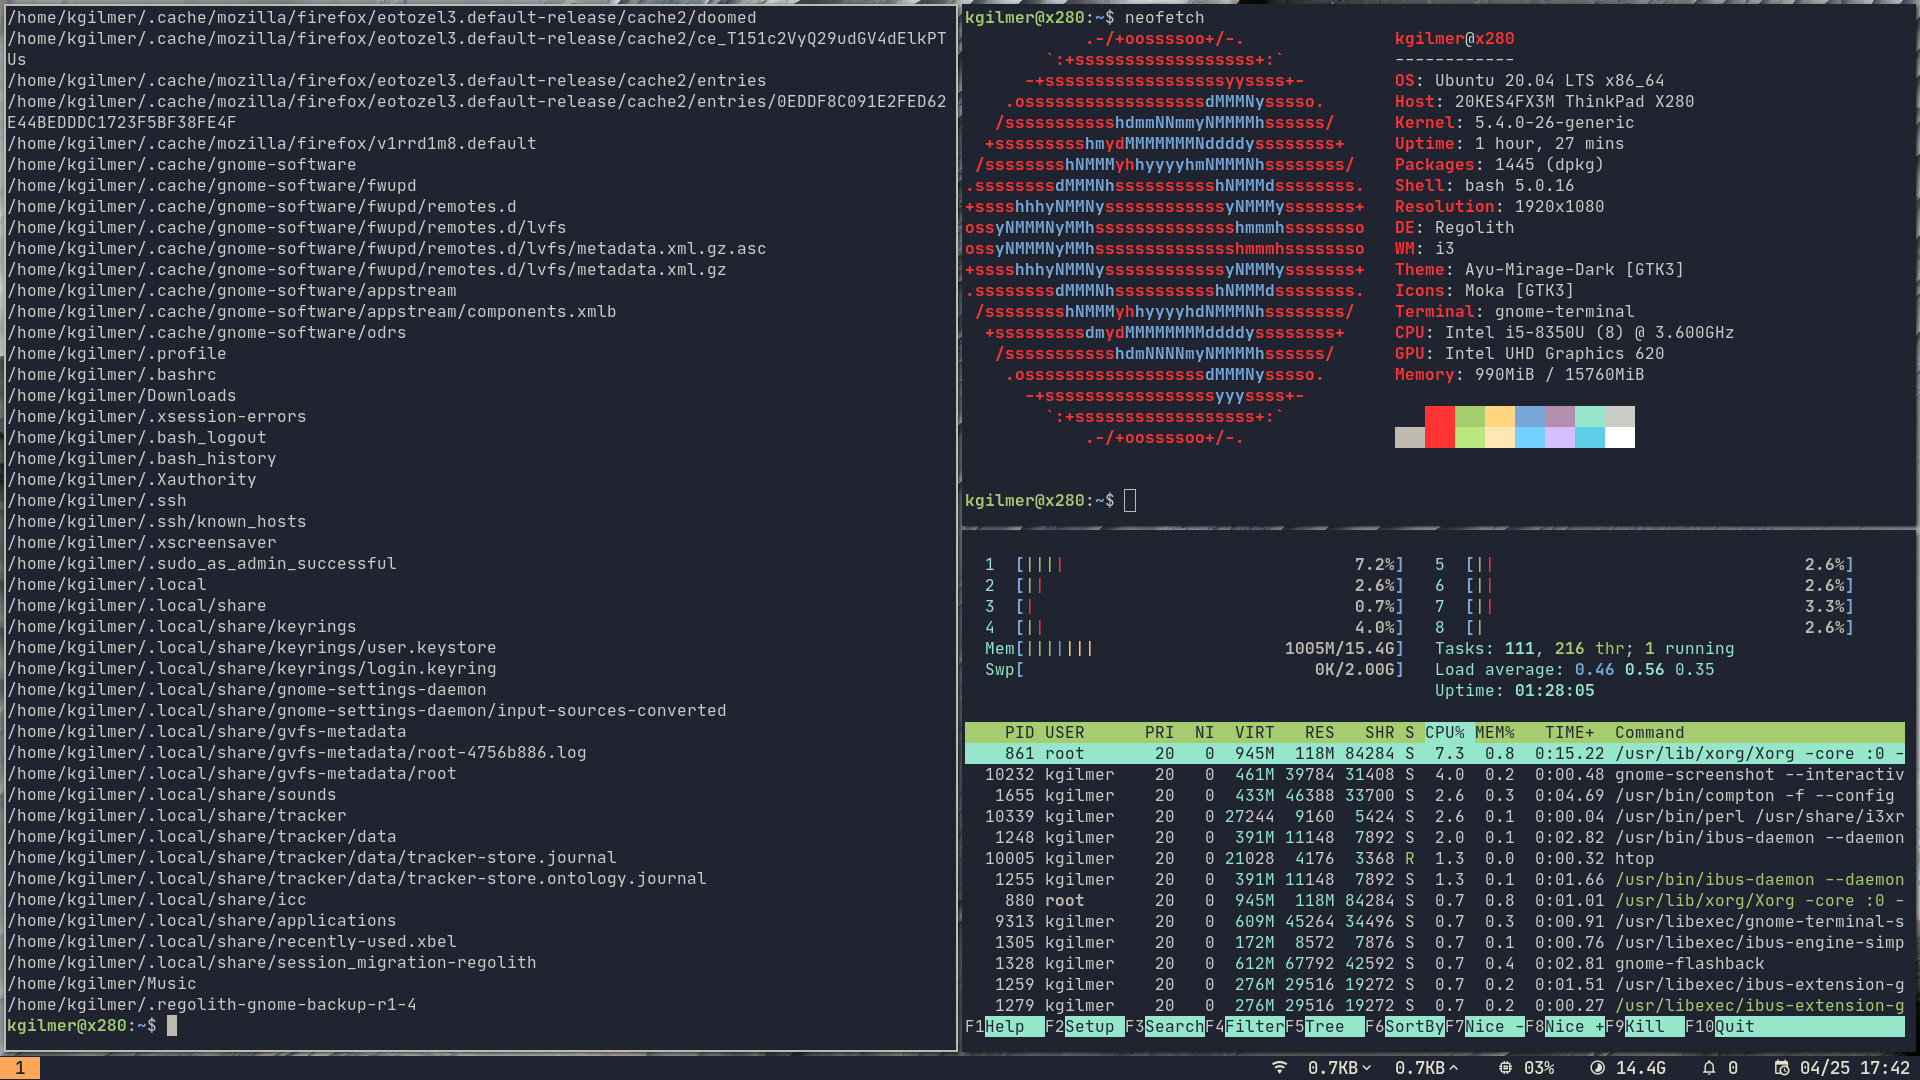 /home/kgilmer/.cache/mozilla/firefox/eotozel3.default-release/cache2/doomed
/home/kgilmer/.cache/mozilla/firefox/eotozel3.default-release/cache2/ce_T151c2VyQ29udGV4dElkPT
Us
/home/kgilmer/.cache/mozilla/firefox/eotozel3.default-release/cache2/entries
/home/kgilmer/.cache/mozilla/firefox/eotozel3.default-release/cache2/entries/0EDDF8C091E2FED62
E44BEDDDC1723F5BF38FE4F
/home/kgilmer/.cache/mozilla/firefox/v1rrd1m8.default
/home/kgilmer/.cache/gnome-software
/home/kgilmer/.cache/gnome-software/fwupd
/home/kgilmer/.cache/gnome-software/fwupd/remotes.d
/home/kgilmer/.cache/gnome-software/fwupd/remotes.d/lvfs
/home/kgilmer/.cache/gnome-software/fwupd/remotes.d/lvfs/metadata.xml.gz.asc
/home/kgilmer/.cache/gnome-software/fwupd/remotes.d/lvfs/metadata.xml.gz
/home/kgilmer/.cache/gnome-software/appstream
/home/kgilmer/.cache/gnome-software/appstream/components.xmlb
/home/kgilmer/.cache/gnome-software/odrs
/home/kgilmer/.profile
/home/kgilmer/.bashrc
/home/kgilmer/Downloads
/home/kgilmer/.xsession-errors
/home/kgilmer/.bash_logout
/home/kgilmer/.bash_history
/home/kgilmer/.Xauthority
/home/kgilmer/.ssh
/home/kgilmer/.ssh/known_hosts
/home/kgilmer/.xscreensaver
/home/kgilmer/.sudo_as_admin_successful
/home/kgilmer/.local
/home/kgilmer/.local/share
/home/kgilmer/.local/share/keyrings
/home/kgilmer/.local/share/keyrings/user.keystore
/home/kgilmer/.local/share/keyrings/login.keyring
/home/kgilmer/.local/share/gnome-settings-daemon
/home/kgilmer/.local/share/gnome-settings-daemon/input-sources-converted
/home/kgilmer/.local/share/gvfs-metadata
/home/kgilmer/.local/share/gvfs-metadata/root-4756b886.log
/home/kgilmer/.local/share/gvfs-metadata/root
/home/kgilmer/.local/share/sounds
/home/kgilmer/.local/share/tracker
/home/kgilmer/.local/share/tracker/data
/home/kgilmer/.local/share/tracker/data/tracker-store.journal
/home/kgilmer/.local/share/tracker/data/tracker-store.ontology.journal
/home/kgilmer/.local/share/icc
/home/kgilmer/.local/share/applications
/home/kgilmer/.local/share/recently-used.xbel
/home/kgilmer/.local/share/session_migration-regolith
/home/kgilmer/Music
/home/kgilmer/.regolith-gnome-backup-r1-4
kgilmer@x280:~$
kgilmer@x280:~$ neofetch
.-/+oossssoo+/-. kgilmer@x280
`:+ssssssssssssssssss+:` ------------
-+ssssssssssssssssssyyssss+- OS: Ubuntu 20.04 LTS x86_64
.ossssssssssssssssssdMMMNysssso. Host: 20KES4FX3M ThinkPad X280
/ssssssssssshdmmNNmmyNMMMMhssssss/ Kernel: 5.4.0-26-generic
+ssssssssshmydMMMMMMMNddddyssssssss+ Uptime: 1 hour, 27 mins
/sssssssshNMMMyhhyyyyhmNMMMNhssssssss/ Packages: 1445 (dpkg)
.ssssssssdMMMNhsssssssssshNMMMdssssssss. Shell: bash 5.0.16
+sssshhhyNMMNyssssssssssssyNMMMysssssss+ Resolution: 1920x1080
ossyNMMMNyMMhsssssssssssssshmmmhssssssso DE: Regolith
ossyNMMMNyMMhsssssssssssssshmmmhssssssso WM: i3
+sssshhhyNMMNyssssssssssssyNMMMysssssss+ Theme: Ayu-Mirage-Dark [GTK3]
.ssssssssdMMMNhsssssssssshNMMMdssssssss. Icons: Moka [GTK3]
/sssssssshNMMMyhhyyyyhdNMMMNhssssssss/ Terminal: gnome-terminal
+sssssssssdmydMMMMMMMMddddyssssssss+ CPU: Intel i5-8350U (8) @ 3.600GHz
/ssssssssssshdmNNNNmyNMMMMhssssss/ GPU: Intel UHD Graphics 620
.ossssssssssssssssssdMMMNysssso. Memory: 990MiB / 15760MiB
-+sssssssssssssssssyyyssss+-
`:+ssssssssssssssssss+:`
.-/+oossssoo+/-.
kgilmer@x280:~$
1 [|||| 7.2%] 5 [|| 2.6%]
2 [|| 2.6%] 6 [|| 2.6%]
3 [| 0.7%] 7 [|| 3.3%]
4 [|| 4.0%] 8 [| 2.6%]
Mem[||||||| 1005M/15.4G] Tasks: 111, 216 thr; 1 running
Swp[ 0K/2.00G] Load average: 0.46 0.56 0.35
Uptime: 01:28:05
PID USER PRI NI VIRT RES SHR S CPU% MEM% TIME+ Command
861 root 20 0 945M 118M 84284 S 7.3 0.8 0:15.22 /usr/lib/xorg/Xorg -core :0 -
10232 kgilmer 20 0 461M 39784 31408 S 4.0 0.2 0:00.48 gnome-screenshot --interactiv
1655 kgilmer 20 0 433M 46388 33700 S 2.6 0.3 0:04.69 /usr/bin/compton -f --config
10339 kgilmer 20 0 27244 9160 5424 S 2.6 0.1 0:00.04 /usr/bin/perl /usr/share/i3xr
1248 kgilmer 20 0 391M 11148 7892 S 2.0 0.1 0:02.82 /usr/bin/ibus-daemon --daemon
10005 kgilmer 20 0 21028 4176 3368 R 1.3 0.0 0:00.32 htop
1255 kgilmer 20 0 391M 11148 7892 S 1.3 0.1 0:01.66 /usr/bin/ibus-daemon --daemon
880 root 20 0 945M 118M 84284 S 0.7 0.8 0:01.01 /usr/lib/xorg/Xorg -core :0 -
9313 kgilmer 20 0 609M 45264 34496 S 0.7 0.3 0:00.91 /usr/libexec/gnome-terminal-s
1305 kgilmer 20 0 172M 8572 7876 S 0.7 0.1 0:00.76 /usr/libexec/ibus-engine-simp
1328 kgilmer 20 0 612M 67792 42592 S 0.7 0.4 0:02.81 gnome-flashback
1259 kgilmer 20 0 276M 29516 19272 S 0.7 0.2 0:01.51 /usr/libexec/ibus-extension-g
1279 kgilmer 20 0 276M 29516 19272 S 0.7 0.2 0:00.27 /usr/libexec/ibus-extension-g
F1Help F2Setup F3SearchF4FilterF5Tree F6SortByF7Nice -F8Nice +F9Kill F10Quit
1 0.7KB 0.7KB 03% 14.4G 0 04/25 17:42